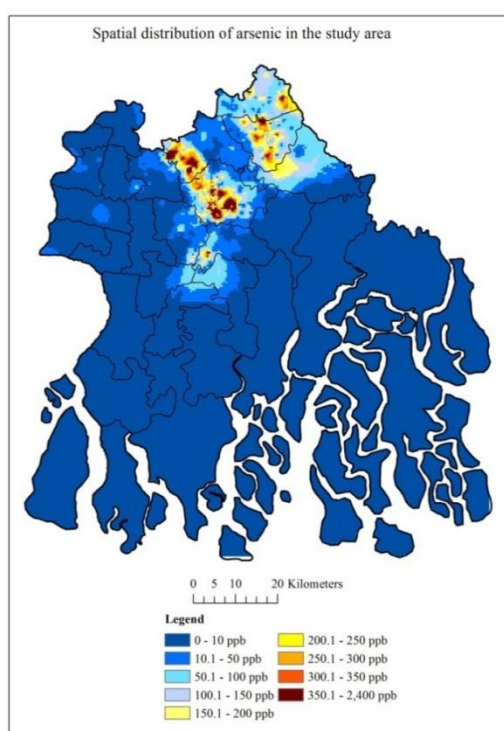 Spatial distribution of arsenic in the study area
0 5 10 20 Kilometers
Legend
0 - 10 ppb
10.1 - 50 ppb
50.1 - 100 ppb
100.1 - 150 ppb
150.1 - 200 ppb
200.1 - 250 ppb
250.1 - 300 ppb
300.1 - 350 ppb
350.1 - 2,400 ppb